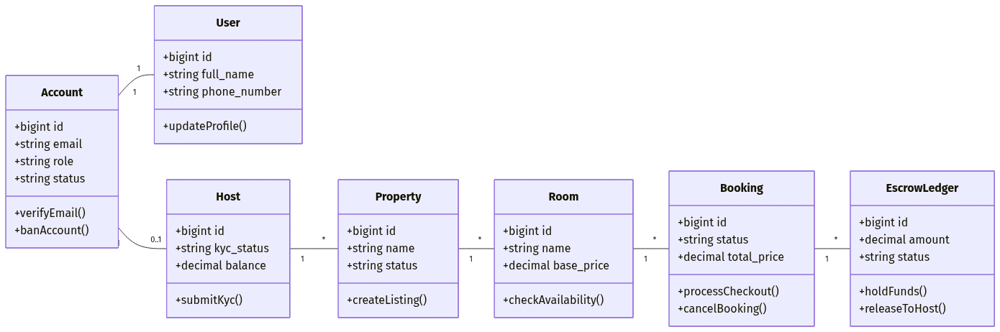 User
+bigint id
+string full_name
+string phone_number
+updateProfile()
Account
+bigint id
+string email
+string role
+string status
+verifyEmail()
+banAccount()
1
1
0..1
Host
+bigint id
+string kyc_status
+decimal balance
+submitKyc()
*
1
Property
+bigint id
+string name
+string status
+createListing()
*
1
Room
+bigint id
+string name
+decimal base_price
+checkAvailability()
*
1
Booking
+bigint id
+string status
+decimal total_price
+processCheckout()
+cancelBooking()
*
1
EscrowLedger
+bigint id
+decimal amount
+string status
+holdFunds()
+releaseToHost()